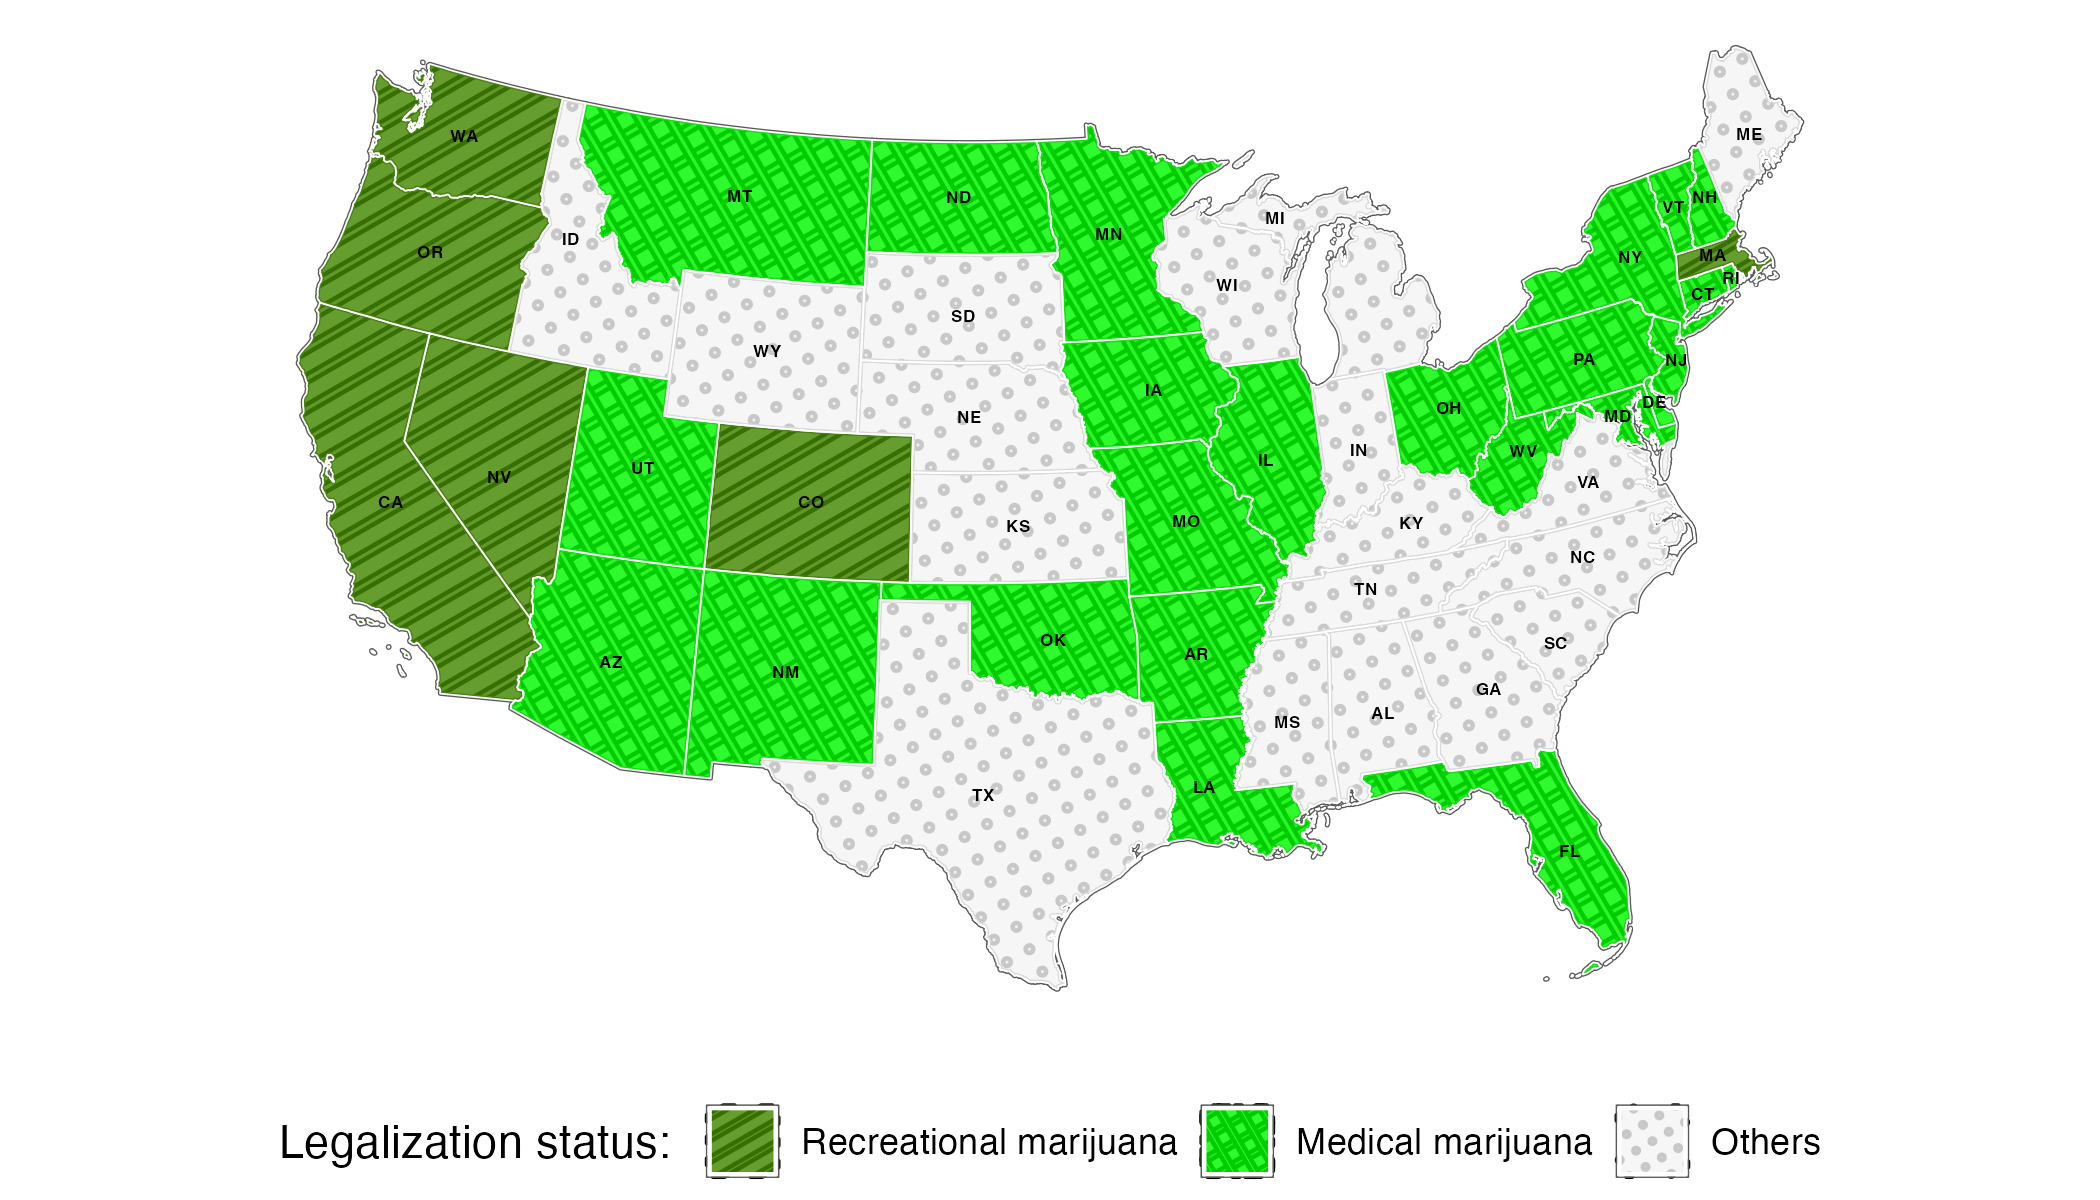 ME
WA
MT
ND
NH
VT
MI
MN
ID
OR
NY
MA
RI
WI
CT
SD
WY
PA
NJ
IA
DE
OH
MD
NE
IN
WV
IL
UT
NV
VA
CA
CO
MO
KY
KS
NC
TN
OK
SC
AR
AZ
NM
GA
AL
MS
LA
TX
FL
Legalization status:
Recreational marijuana
Medical marijuana
Others